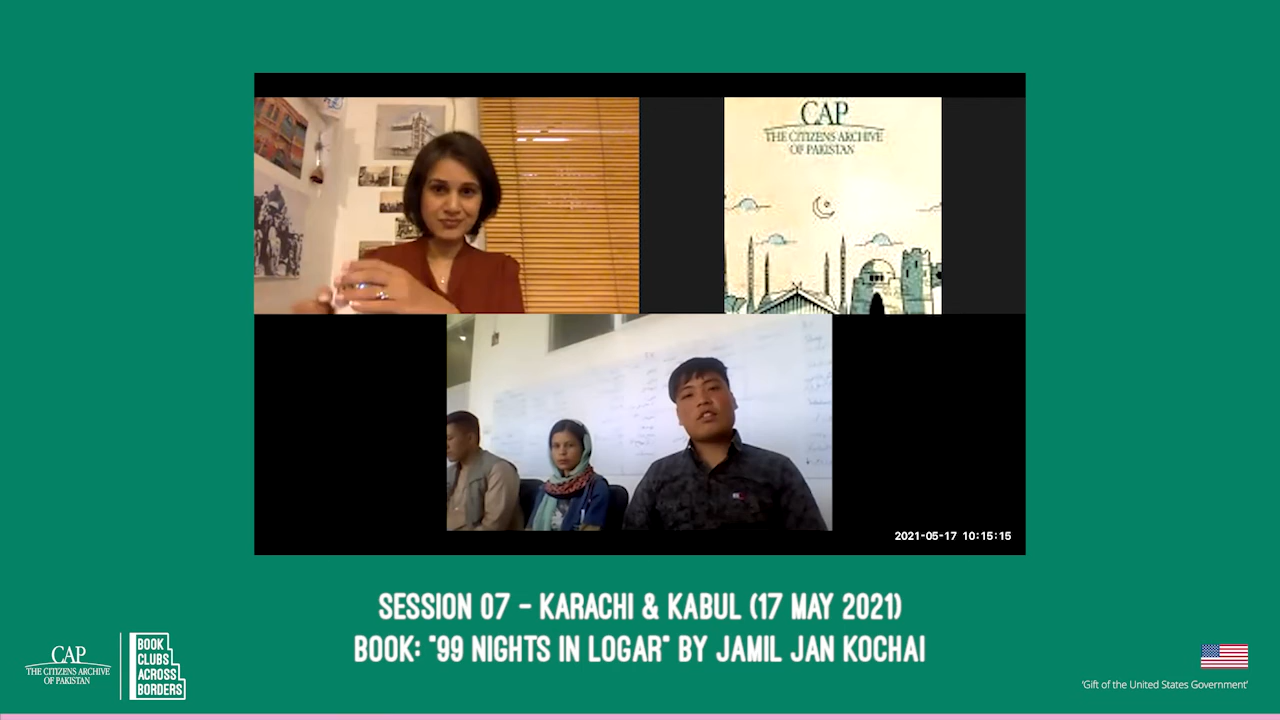 CAP
THE CITIZENS ARCHIVE
OF PAKISTAN
2021-05-17 10:15:15
SESSION 07 - KARACHI & KABUL (17 MAY 2021)
BOOK: "99 NIGHTS IN LOGAR" BY JAMIL JAN KOCHAI
CAP
THE CITIZENS ARCHIVE
OF PAKISTAN
BOOK
CLUBS
ACROSS
BORDERS
'Gift of the United States Government'